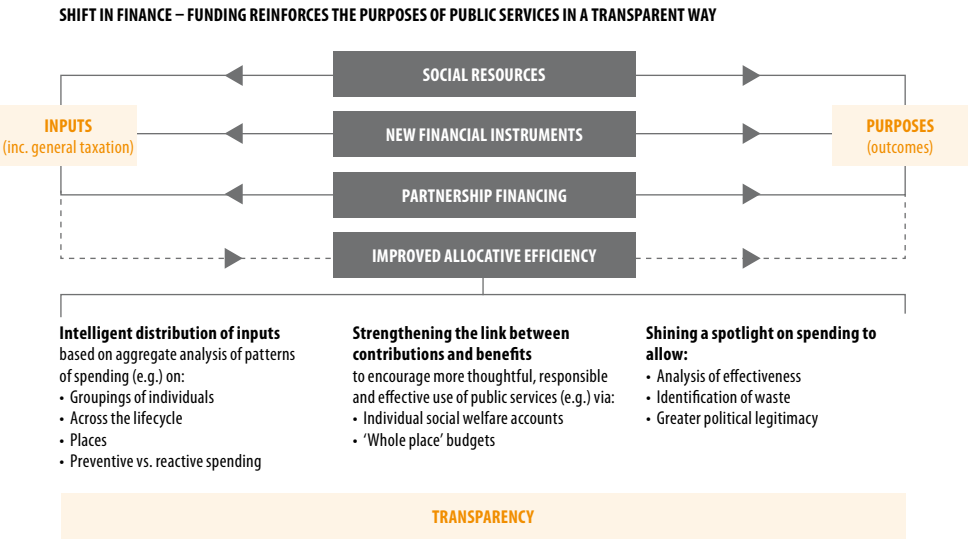 SHIFT IN FINANCE – FUNDING REINFORCES THE PURPOSES OF PUBLIC SERVICES IN A TRANSPARENT WAY
SOCIAL RESOURCES
INPUTS
(inc. general taxation)
NEW FINANCIAL INSTRUMENTS
PURPOSES
(outcomes)
PARTNERSHIP FINANCING
IMPROVED ALLOCATIVE EFFICIENCY
Intelligent distribution of inputs
based on aggregate analysis of patterns
of spending (e.g.) on:
• Groupings of individuals
• Across the lifecycle
• Places
• Preventive vs. reactive spending
Strengthening the link between
contributions and benefits
to encourage more thoughtful, responsible
and effective use of public services (e.g.) via:
• Individual social welfare accounts
• ‘Whole place’ budgets
Shining a spotlight on spending to
allow:
• Analysis of effectiveness
• Identification of waste
• Greater political legitimacy
TRANSPARENCY